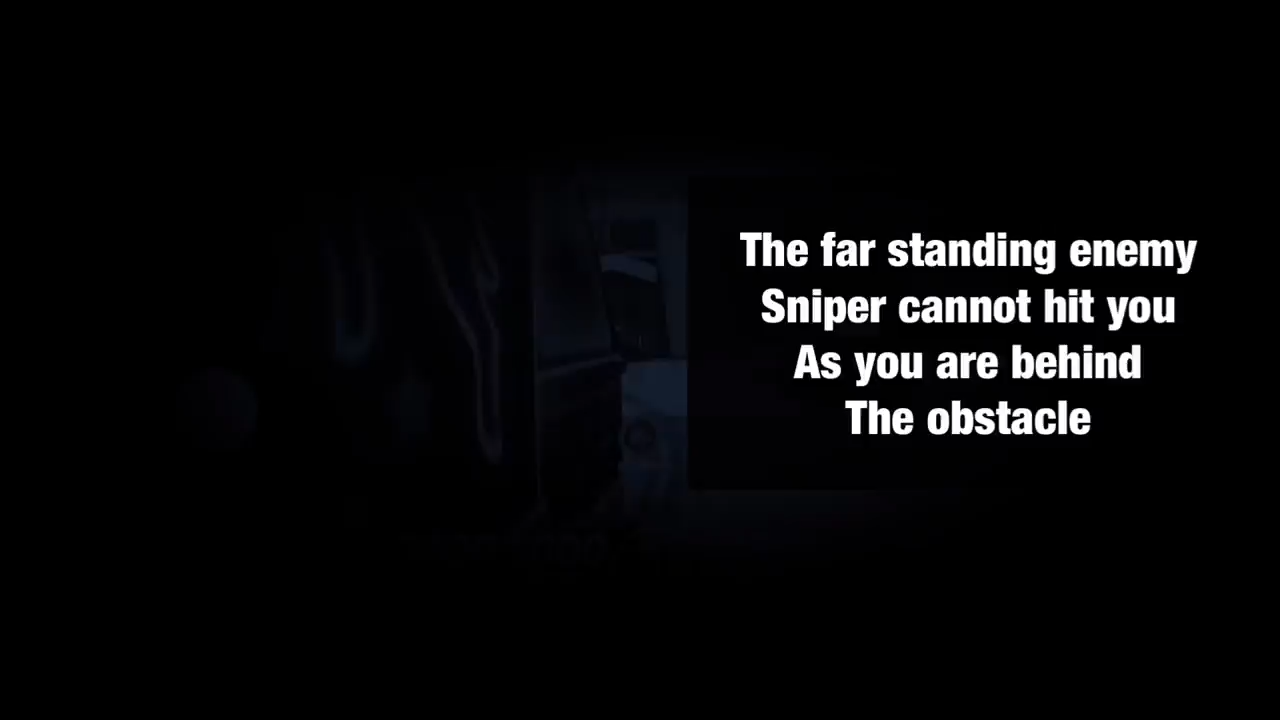 The far standing enemy
Sniper cannot hit you
As you are behind
The obstacle